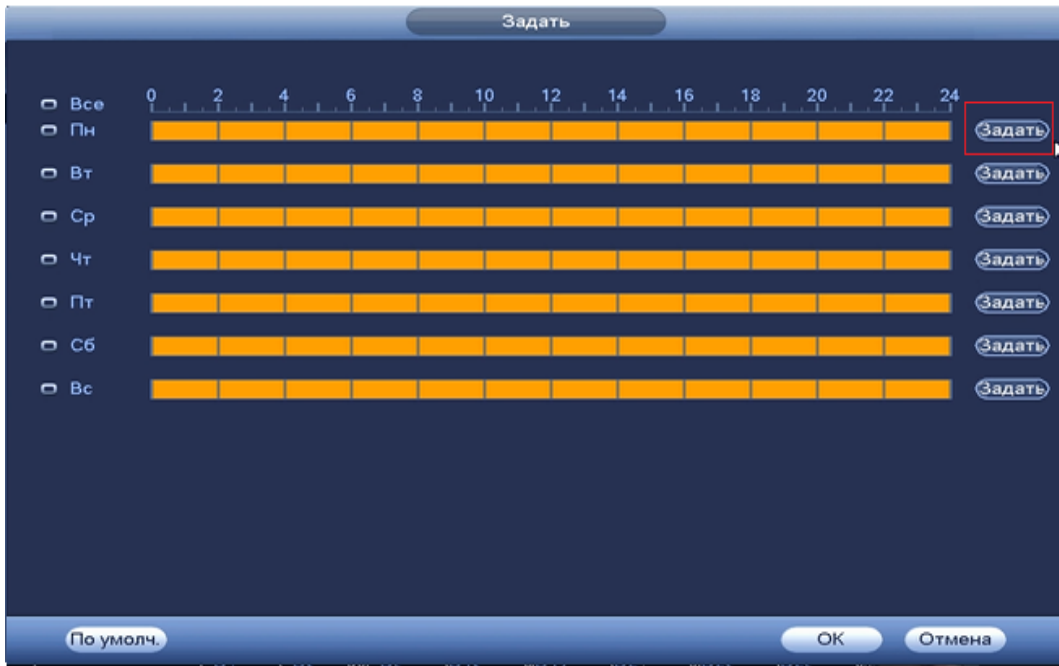 Задать
Все 0 2 4 6 8 10 12 14 16 18 20 22 24
Пн Задать
Вт Задать
Ср Задать
Чт Задать
Пт Задать
Сб Задать
Вс Задать
По умолч. OK Отмена